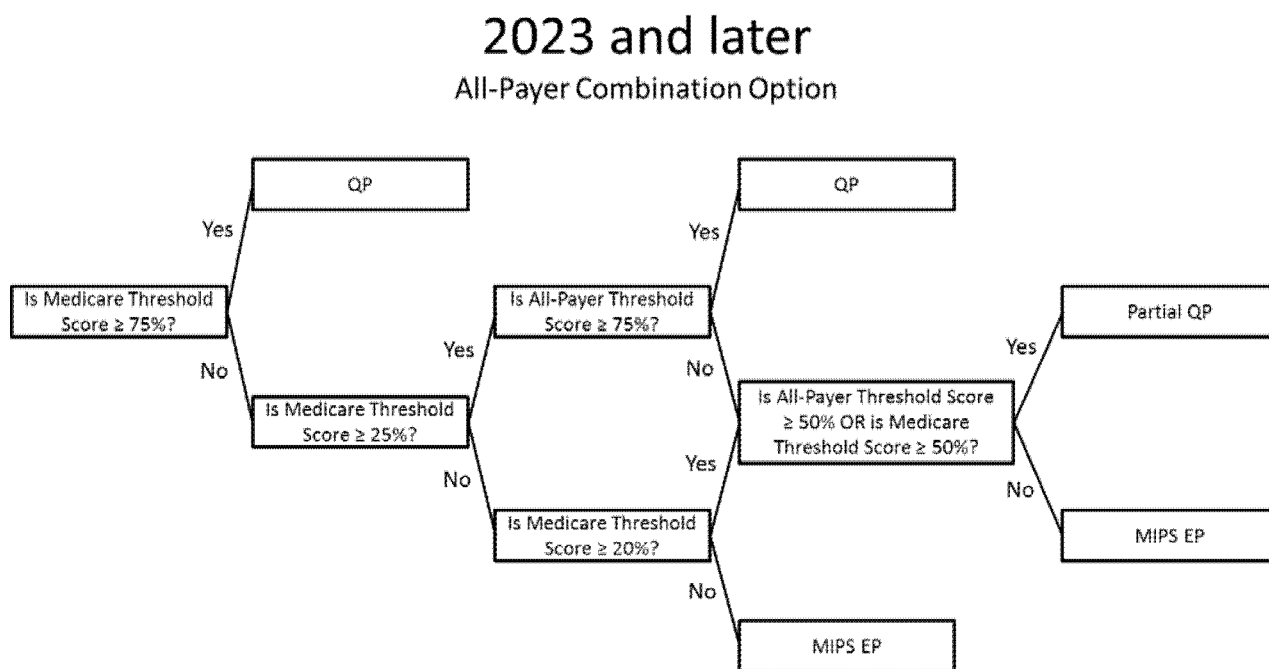 2023 and later
All-Payer Combination Option
QP
QP
Yes
Yes
Is Medicare Threshold
Score ≥ 75%?
Is All-Payer Threshold
Score ≥ 75%?
Partial QP
Yes
Yes
No
No
Is Medicare Threshold
Score ≥ 25%?
Is All-Payer Threshold Score
≥ 50% OR is Medicare
Threshold Score ≥ 50%?
Yes
No
No
Is Medicare Threshold
Score ≥ 20%?
MIPS EP
No
MIPS EP